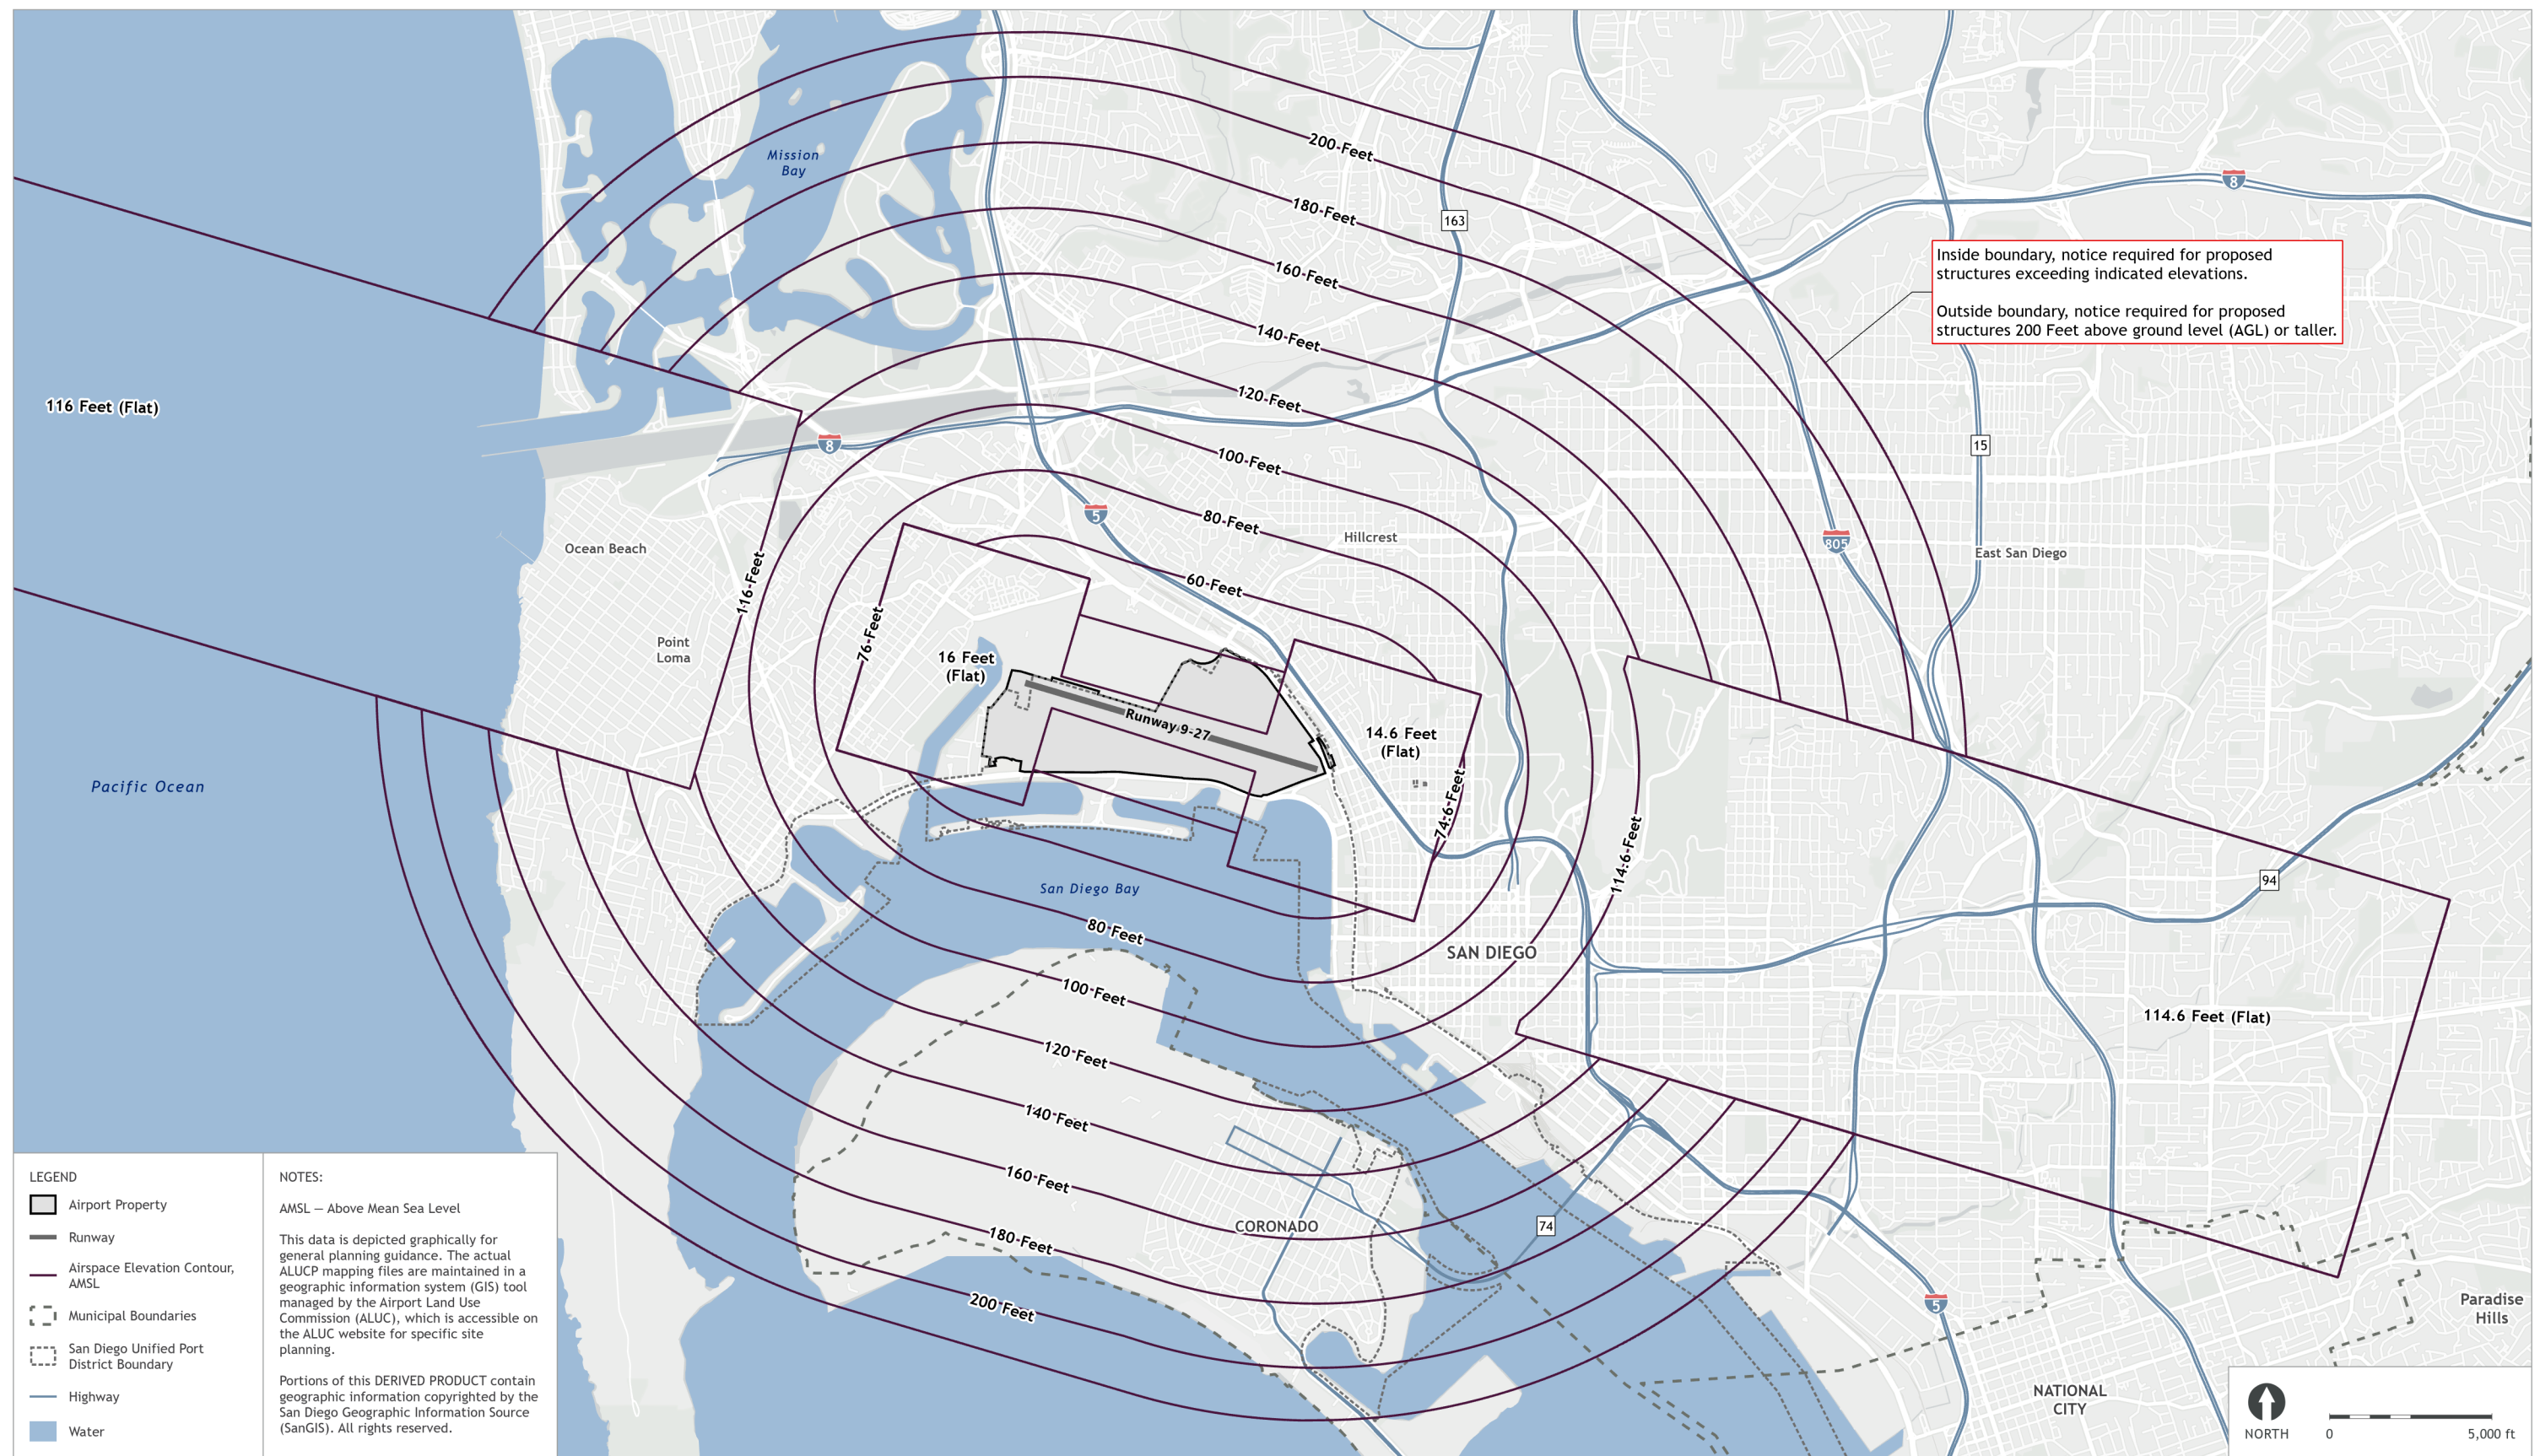 Mission
Bay
200-Feet
180-Feet
163
8
160-Feet
Inside boundary, notice required for proposed
structures exceeding indicated elevations.
Outside boundary, notice required for proposed
structures 200 Feet above ground level (AGL) or taller.
140-Feet
120-Feet
116 Feet (Flat)
8
100-Feet
15
5
80-Feet
Hillcrest
805
Ocean Beach
East San Diego
116-Feet
60-Feet
76-Feet
Point
Loma
16 Feet
(Flat)
Runway 9-27
14.6 Feet
(Flat)
Pacific Ocean
74.6-Feet
114.6-Feet
San Diego Bay
94
80 Feet
SAN DIEGO
100 Feet
114.6 Feet (Flat)
120 Feet
140 Feet
160 Feet
CORONADO
74
180-Feet
200 Feet
5
Paradise
Hills
NATIONAL
CITY
LEGEND
Airport Property
Runway
Airspace Elevation Contour,
AMSL
Municipal Boundaries
San Diego Unified Port
District Boundary
Highway
Water
NOTES:
AMSL — Above Mean Sea Level
This data is depicted graphically for
general planning guidance. The actual
ALUCP mapping files are maintained in a
geographic information system (GIS) tool
managed by the Airport Land Use
Commission (ALUC), which is accessible on
the ALUC website for specific site
planning.
Portions of this DERIVED PRODUCT contain
geographic information copyrighted by the
San Diego Geographic Information Source
(SanGIS). All rights reserved.
NORTH
0
5,000 ft